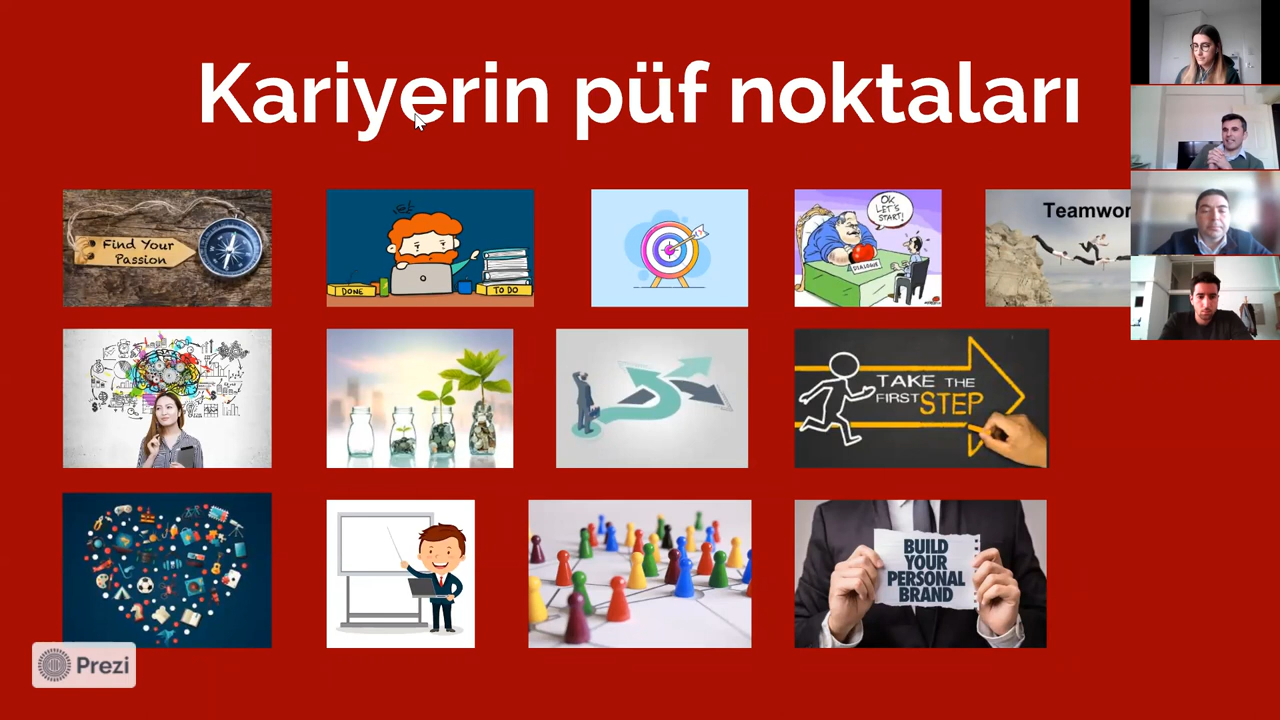 Kariyerin püf noktaları
Find Your
Passion
DONE
TO DO
OK
LET'S
START!
DIALOGUE
Teamwor
TAKE THE
FIRST STEP
BUILD
YOUR
PERSONAL
BRAND
Prezi